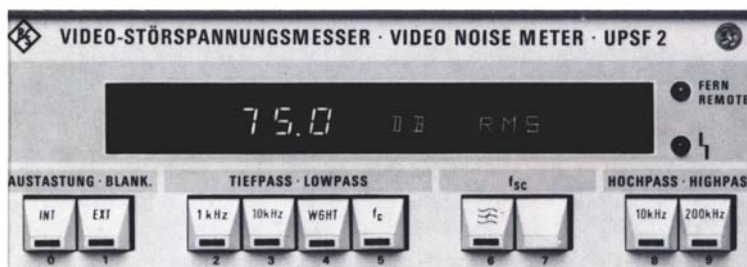 VIDEO-STÖRSPANNUNGSMESSER · VIDEO NOISE METER · UPSF 2
75.0 DB RMS
FERN
REMOTE
AUSTASTUNG · BLANK. TIEFPASS · LOWPASS fsc HOCHPASS · HIGHPAS
INT EXT 1 kHz 10kHz WGHT fc 10kHz 200kHz
0 1 2 3 4 5 6 7 8 9